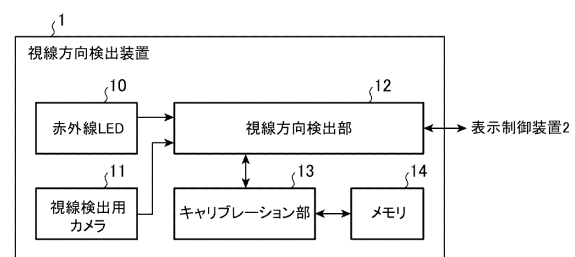 1
視線方向検出装置
10
赤外線LED
12
視線方向検出部
表示制御装置2
11
視線検出用
カメラ
13
キャリブレーション部
14
メモリ